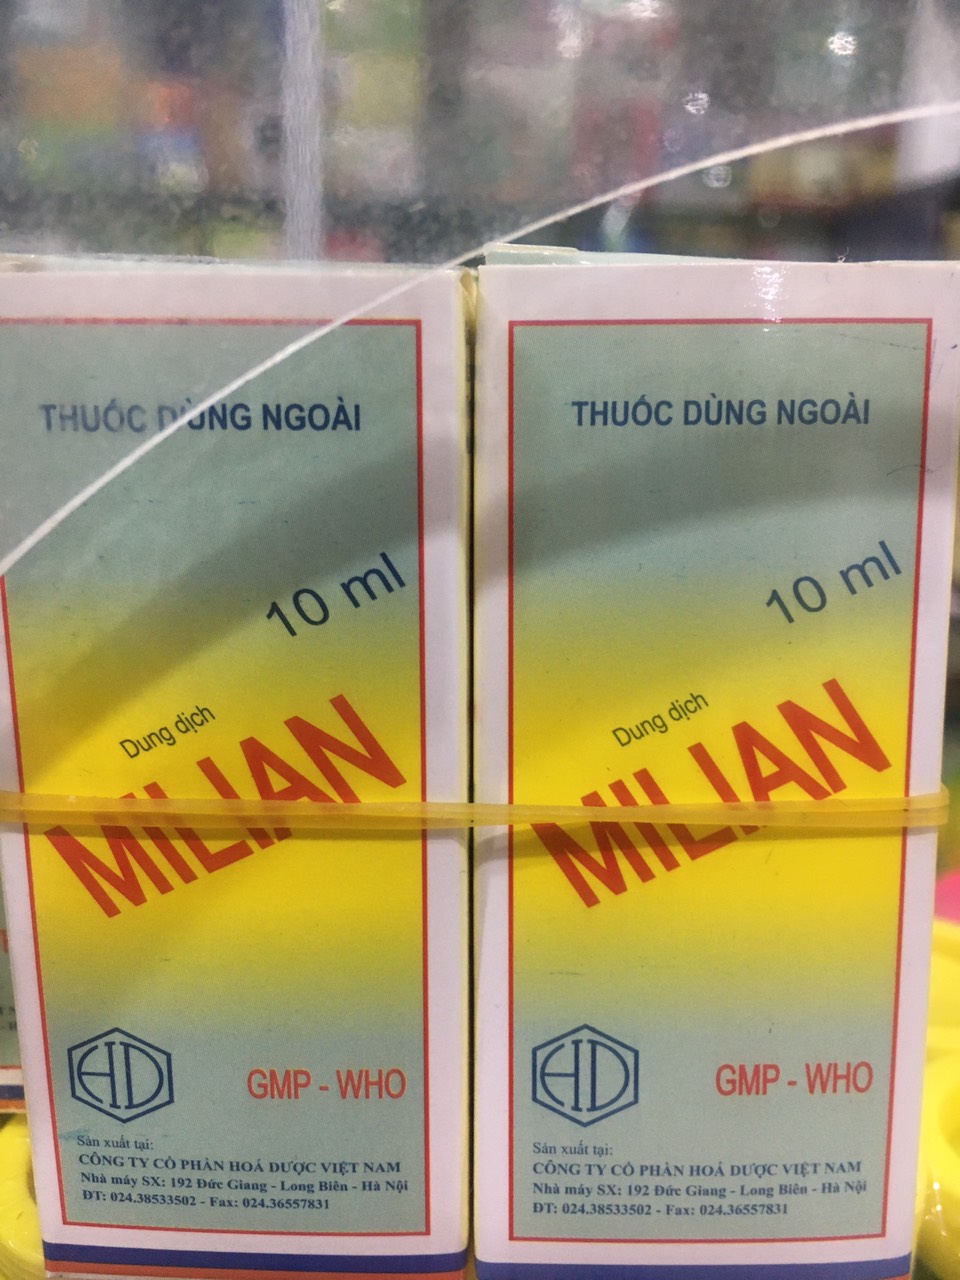 THUỐC DÙNG NGOÀI
10 ml
Dung dịch
MILIAN
HD
GMP - WHO
Sản xuất tại:
CÔNG TY CỔ PHẦN HOÁ DƯỢC VIỆT NAM
Nhà máy SX: 192 Đức Giang - Long Biên - Hà Nội
ĐT: 024.38533502 - Fax: 024.36557831
THUỐC DÙNG NGOÀI
10 ml
Dung dịch
MILIAN
HD
GMP - WHO
Sản xuất tại:
CÔNG TY CỔ PHẦN HOÁ DƯỢC VIỆT NAM
Nhà máy SX: 192 Đức Giang - Long Biên - Hà Nội
ĐT: 024.38533502 - Fax: 024.36557831